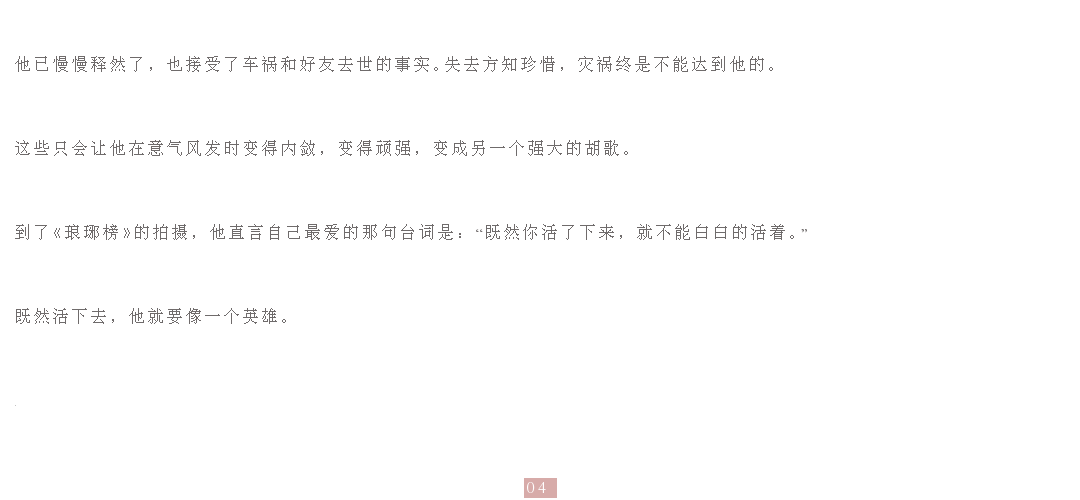 他已慢慢释然了，也接受了车祸和好友去世的事实。失去方知珍惜，灾祸终是不能达到他的。
这些只会让他在意气风发时变得内敛，变得顽强，变成另一个强大的胡歌。
到了《琅琊榜》的拍摄，他直言自己最爱的那句台词是：“既然你活了下来，就不能白白的活着。”
既然活下去，他就要像一个英雄。
04